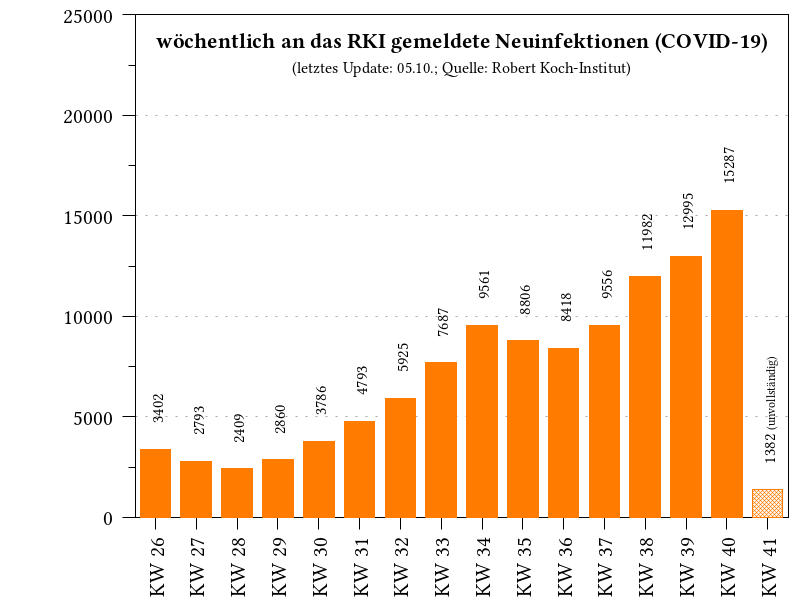 wöchentlich an das RKI gemeldete Neuinfektionen (COVID-19)
(letztes Update: 05.10.; Quelle: Robert Koch-Institut)
25000
20000
15000
10000
5000
0
3402
2793
2409
2860
3786
4793
5925
7687
9561
8806
8418
9556
11982
12995
15287
1382 (unvollständig)
KW 26
KW 27
KW 28
KW 29
KW 30
KW 31
KW 32
KW 33
KW 34
KW 35
KW 36
KW 37
KW 38
KW 39
KW 40
KW 41